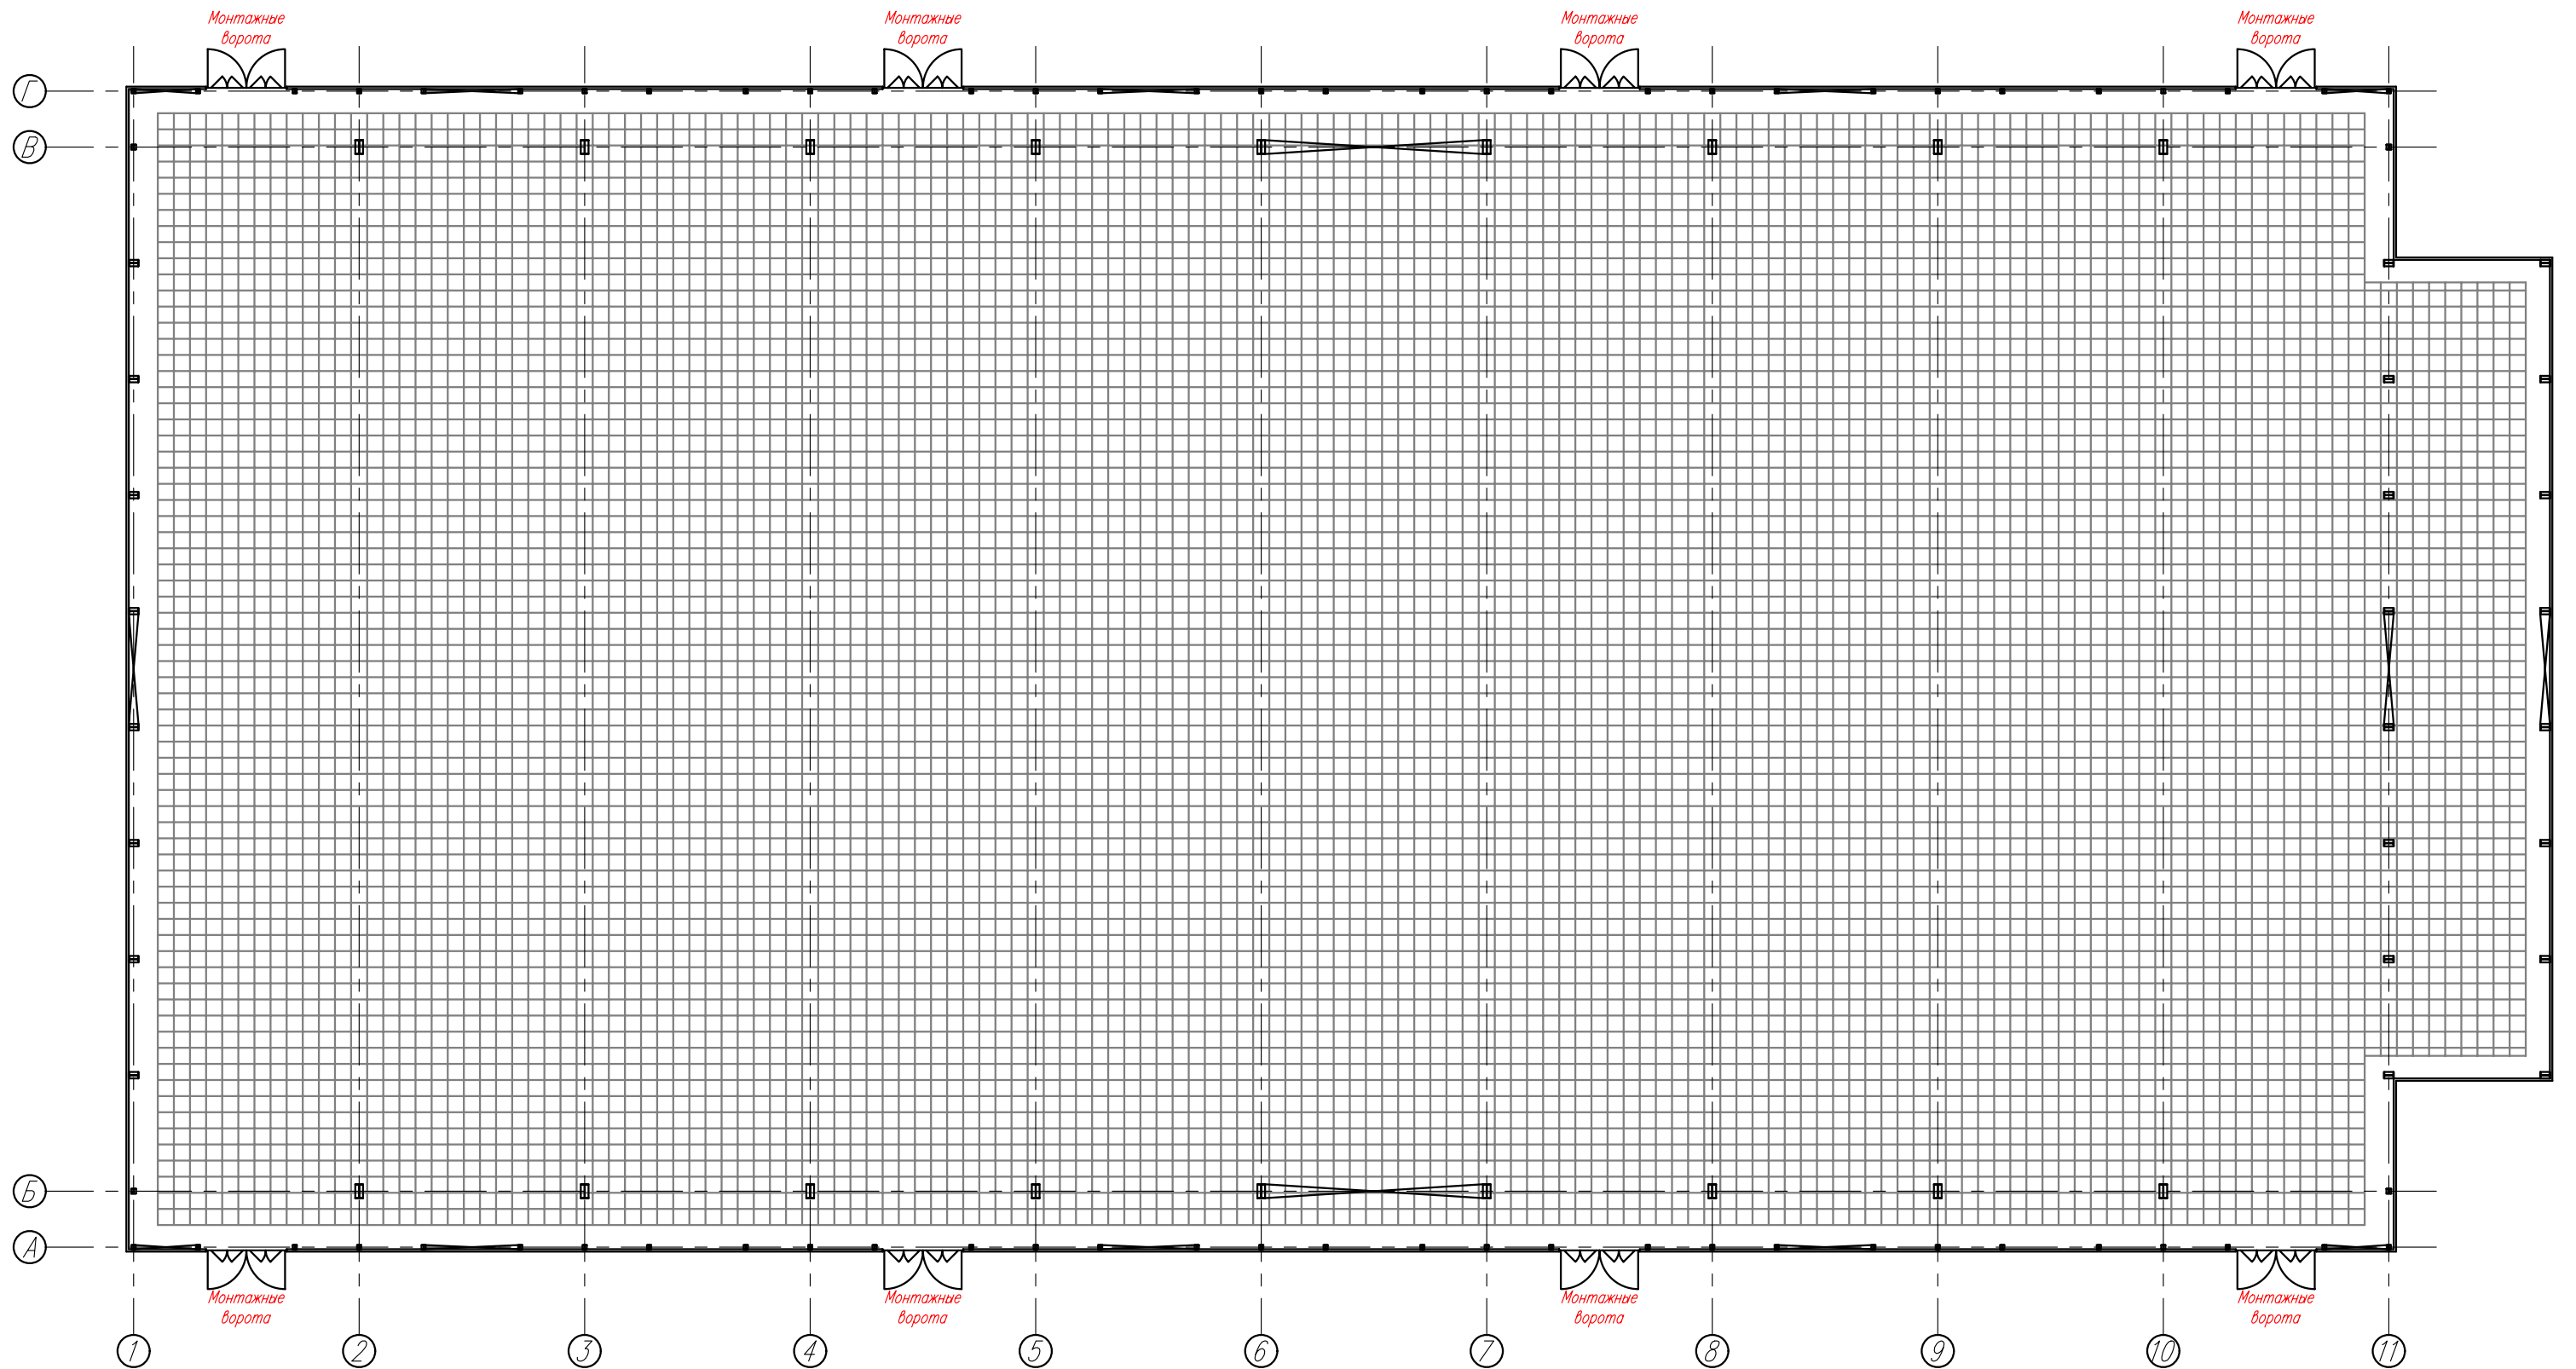 Монтажные
ворота
Монтажные
ворота
Монтажные
ворота
Монтажные
ворота
Г
В
Б
А
Монтажные
ворота
Монтажные
ворота
Монтажные
ворота
Монтажные
ворота
1 2 3 4 5 6 7 8 9 10 11